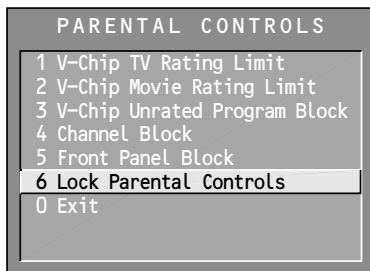 PARENTAL CONTROLS
1 V-Chip TV Rating Limit
2 V-Chip Movie Rating Limit
3 V-Chip Unrated Program Block
4 Channel Block
5 Front Panel Block
6 Lock Parental Controls
0 Exit